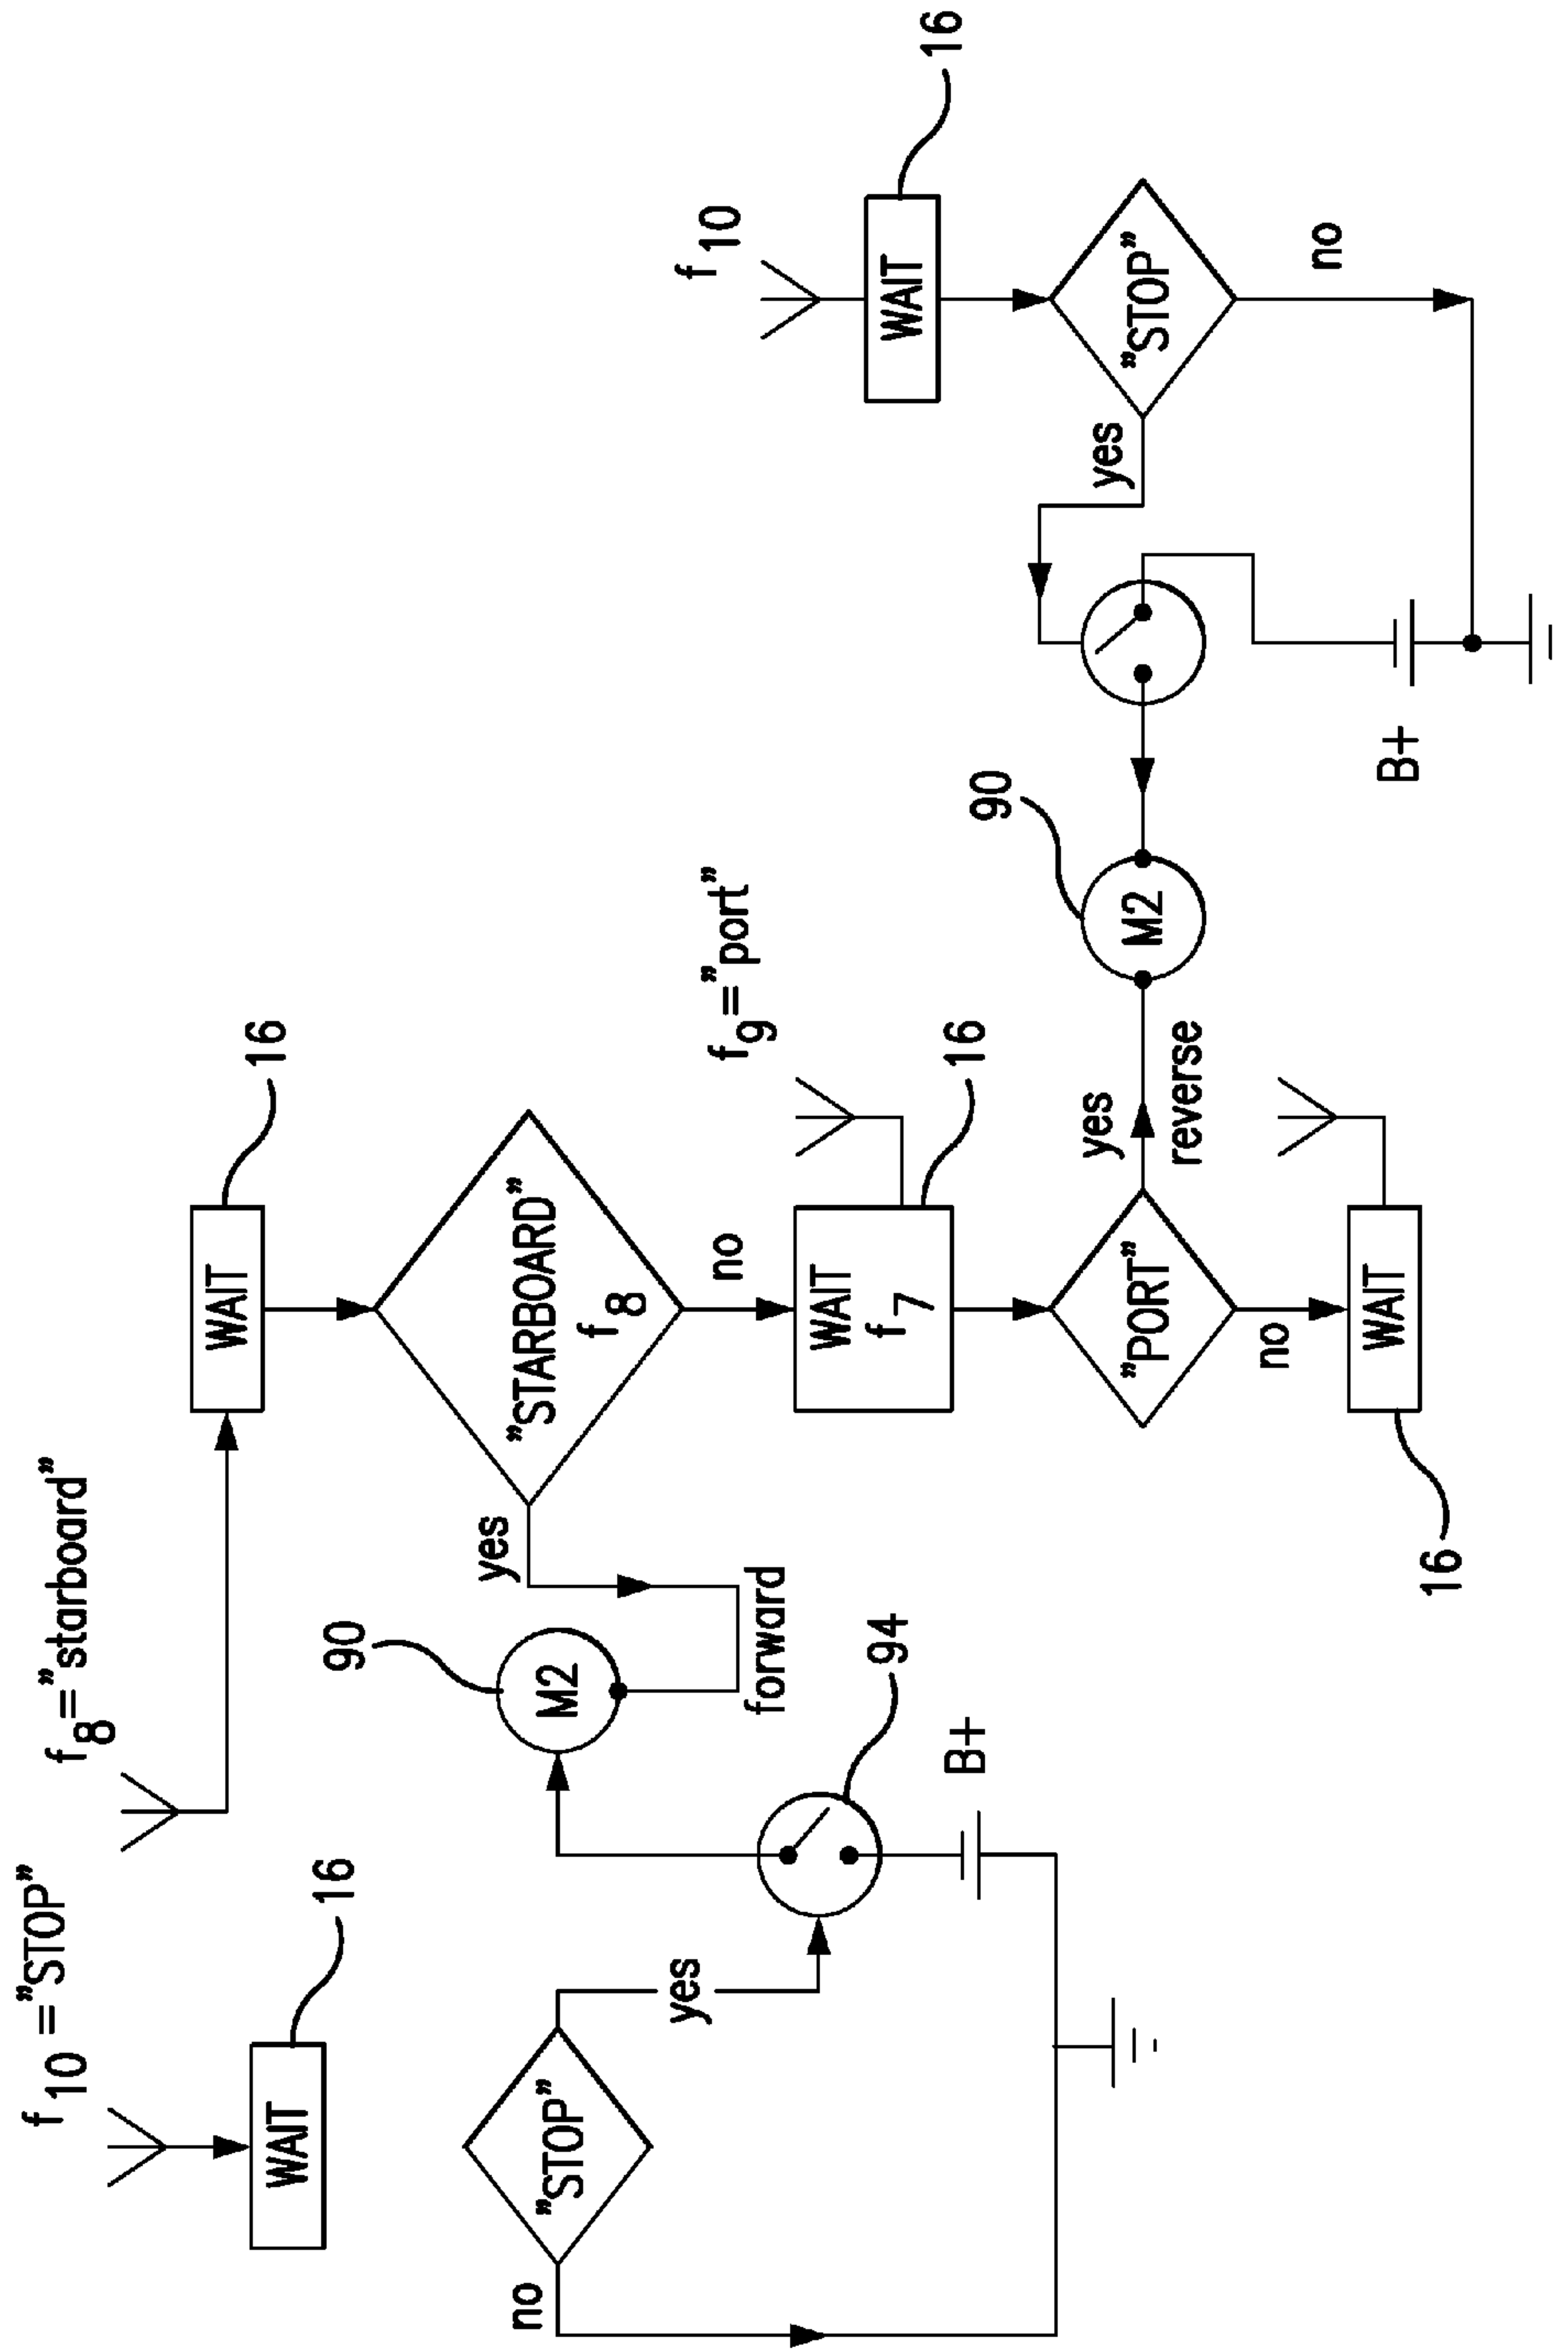 f10 ="STOP"
16
WAIT
"STOP"
no
yes
94
B+
f8="starboard"
16
WAIT
"STARBOARD"
f8
yes
90
M2
forward
no
f9="port"
WAIT
f7
16
"PORT"
yes
reverse
no
WAIT
16
90
M2
B+
f10
WAIT
16
"STOP"
yes
no